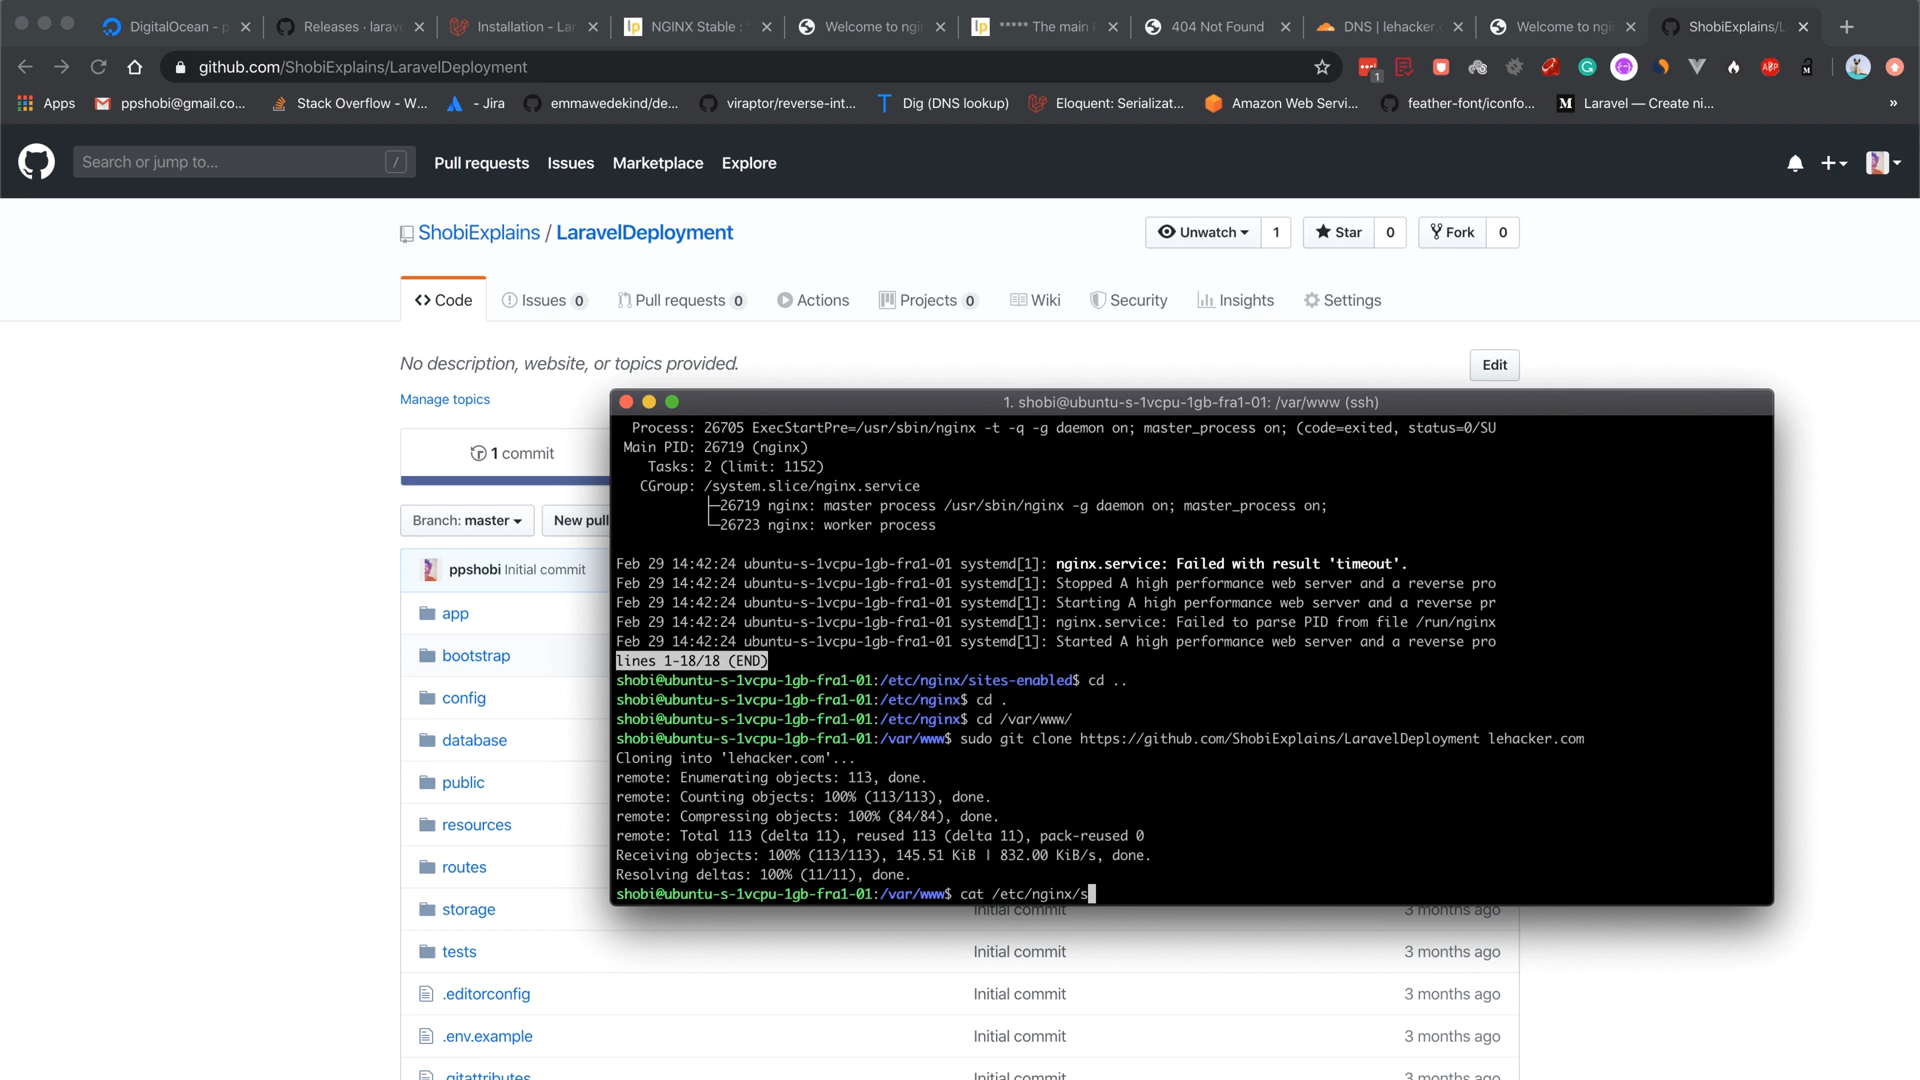 DigitalOcean - p
Releases · larave
Installation - Lar
NGINX Stable : "
Welcome to ngi
***** The main P
404 Not Found
DNS | lehacker.c
Welcome to ngi
ShobiExplains/L
github.com/ShobiExplains/LaravelDeployment
1
ABP
Apps
ppshobi@gmail.co...
Stack Overflow - W...
- Jira
emmawedekind/de...
viraptor/reverse-int...
Dig (DNS lookup)
Eloquent: Serializat...
Amazon Web Servi...
feather-font/iconfo...
Laravel — Create ni...
»
Search or jump to...
/
Pull requests
Issues
Marketplace
Explore
ShobiExplains / LaravelDeployment
Unwatch
1
Star
0
Fork
0
Code
Issues 0
Pull requests 0
Actions
Projects 0
Wiki
Security
Insights
Settings
No description, website, or topics provided.
Edit
Manage topics
1 commit
Branch: master
New pull
ppshobi Initial commit
app
bootstrap
config
database
public
resources
routes
storage
Initial commit
3 months ago
tests
Initial commit
3 months ago
.editorconfig
Initial commit
3 months ago
.env.example
Initial commit
3 months ago
.gitattributes
Initial commit
3 months ago
1. shobi@ubuntu-s-1vcpu-1gb-fra1-01: /var/www (ssh)
Process: 26705 ExecStartPre=/usr/sbin/nginx -t -q -g daemon on; master_process on; (code=exited, status=0/SU
Main PID: 26719 (nginx)
Tasks: 2 (limit: 1152)
CGroup: /system.slice/nginx.service
├─26719 nginx: master process /usr/sbin/nginx -g daemon on; master_process on;
└─26723 nginx: worker process
Feb 29 14:42:24 ubuntu-s-1vcpu-1gb-fra1-01 systemd[1]: nginx.service: Failed with result 'timeout'.
Feb 29 14:42:24 ubuntu-s-1vcpu-1gb-fra1-01 systemd[1]: Stopped A high performance web server and a reverse pro
Feb 29 14:42:24 ubuntu-s-1vcpu-1gb-fra1-01 systemd[1]: Starting A high performance web server and a reverse pr
Feb 29 14:42:24 ubuntu-s-1vcpu-1gb-fra1-01 systemd[1]: nginx.service: Failed to parse PID from file /run/nginx
Feb 29 14:42:24 ubuntu-s-1vcpu-1gb-fra1-01 systemd[1]: Started A high performance web server and a reverse pro
lines 1-18/18 (END)
shobi@ubuntu-s-1vcpu-1gb-fra1-01:/etc/nginx/sites-enabled$ cd ..
shobi@ubuntu-s-1vcpu-1gb-fra1-01:/etc/nginx$ cd .
shobi@ubuntu-s-1vcpu-1gb-fra1-01:/etc/nginx$ cd /var/www/
shobi@ubuntu-s-1vcpu-1gb-fra1-01:/var/www$ sudo git clone https://github.com/ShobiExplains/LaravelDeployment lehacker.com
Cloning into 'lehacker.com'...
remote: Enumerating objects: 113, done.
remote: Counting objects: 100% (113/113), done.
remote: Compressing objects: 100% (84/84), done.
remote: Total 113 (delta 11), reused 113 (delta 11), pack-reused 0
Receiving objects: 100% (113/113), 145.51 KiB | 832.00 KiB/s, done.
Resolving deltas: 100% (11/11), done.
shobi@ubuntu-s-1vcpu-1gb-fra1-01:/var/www$ cat /etc/nginx/s